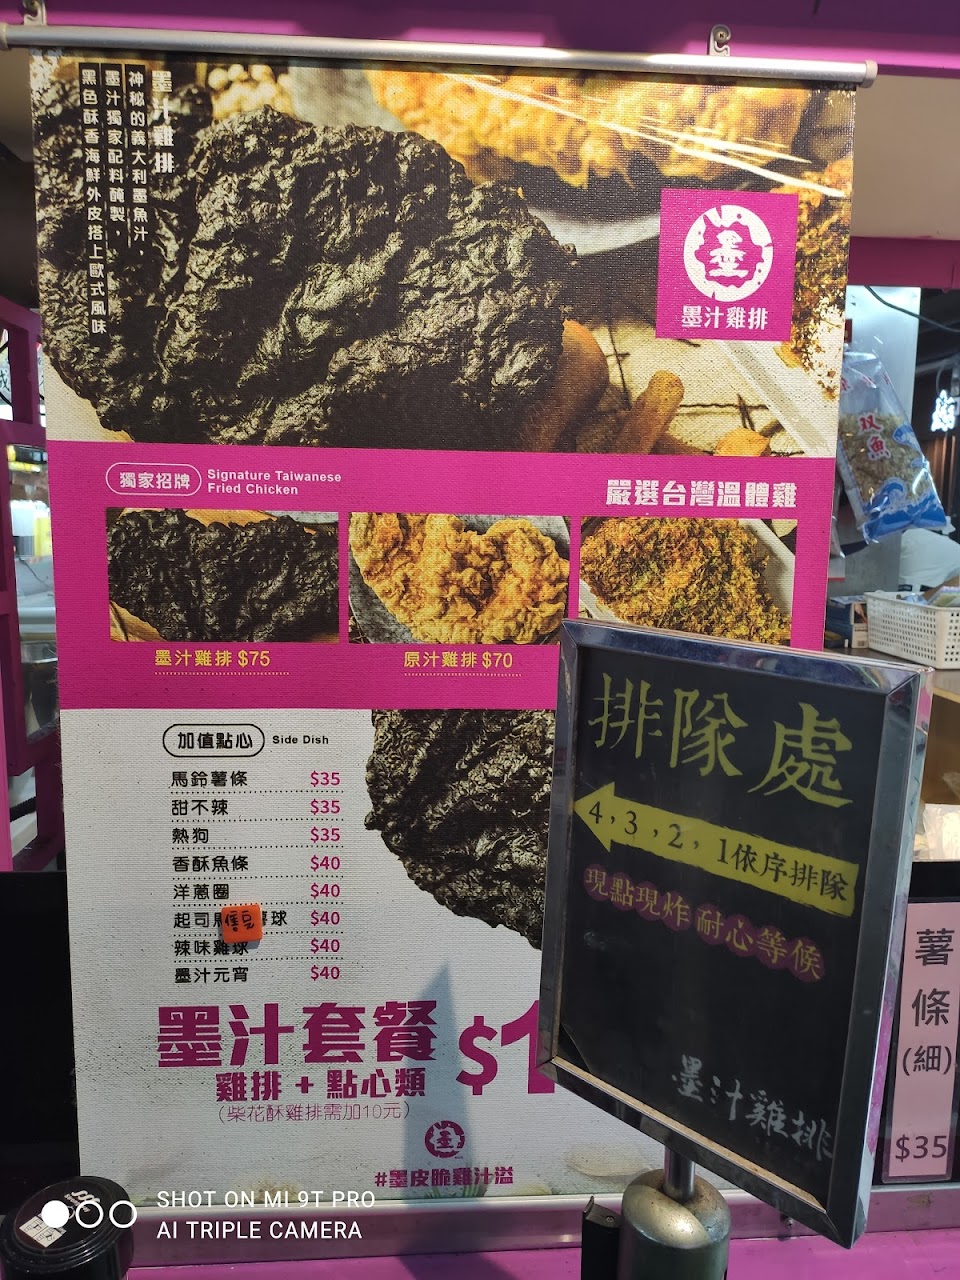 墨汁雞排
神秘的義大利墨魚汁，
墨汁獨家配料醃製，
黑色酥香海鮮外皮搭上歐式風味
墨
墨汁雞排
双魚
獨家招牌
Signature Taiwanese
Fried Chicken
嚴選台灣溫體雞
墨汁雞排 $75
原汁雞排 $70
加值點心 Side Dish
馬鈴薯條 $35
甜不辣 $35
熱狗 $35
香酥魚條 $40
洋蔥圈 $40
起司 球 $40
辣味雞球 $40
墨汁元宵 $40
墨汁套餐
雞排 + 點心類
$1
(柴花酥雞排需加10元)
墨
#墨皮脆雞汁溢
排隊處
4，3，2，1依序排隊
現點現炸 耐心等候
墨汁雞排
薯條
(細)
$35
SHOT ON MI 9T PRO
AI TRIPLE CAMERA